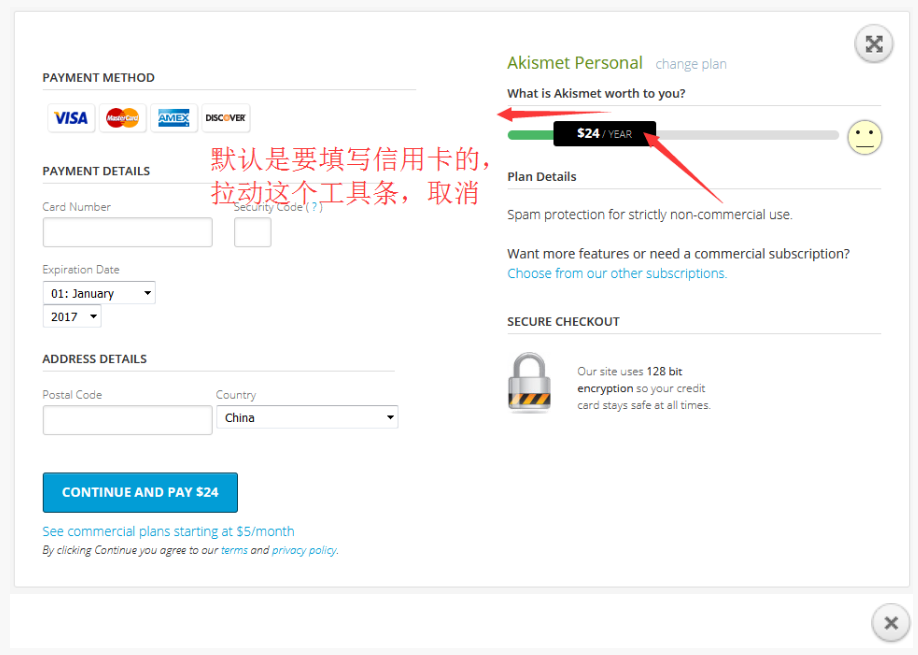 PAYMENT METHOD
VISA MasterCard AMEX DISCOVER
PAYMENT DETAILS
默认是要填写信用卡的，
拉动这个工具条，取消
Card Number
Security Code ( ? )
Expiration Date
01: January
2017
ADDRESS DETAILS
Postal Code
Country
China
CONTINUE AND PAY $24
See commercial plans starting at $5/month
By clicking Continue you agree to our terms and privacy policy.
Akismet Personal change plan
What is Akismet worth to you?
$24 / YEAR
Plan Details
Spam protection for strictly non-commercial use.
Want more features or need a commercial subscription?
Choose from our other subscriptions.
SECURE CHECKOUT
Our site uses 128 bit
encryption so your credit
card stays safe at all times.